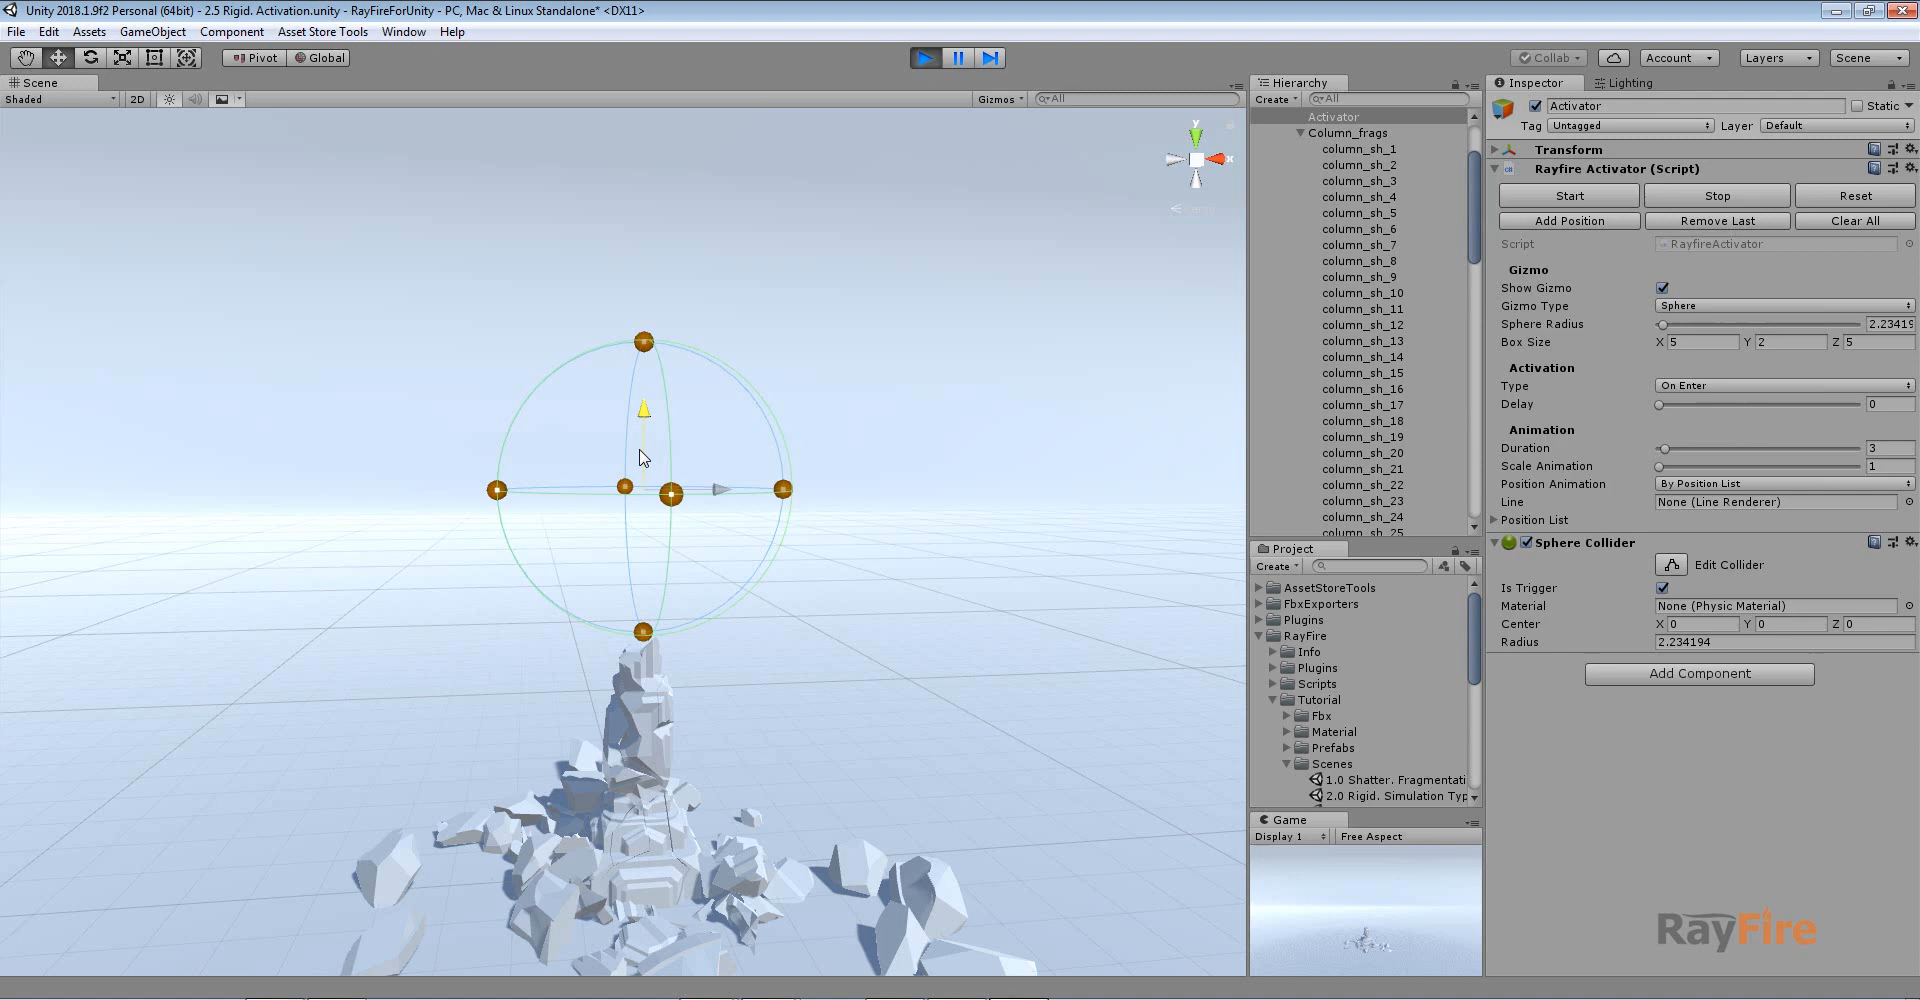 Unity 2018.1.9f2 Personal (64bit) - 2.5 Rigid. Activation.unity - RayFireForUnity - PC, Mac & Linux Standalone* <DX11>
File Edit Assets GameObject Component Asset Store Tools Window Help
Pivot Global Collab Account Layers Scene
Scene
Shaded 2D Gizmos All
y
x
Hierarchy
Create All
Activator
Column_frags
column_sh_1
column_sh_2
column_sh_3
column_sh_4
column_sh_5
column_sh_6
column_sh_7
column_sh_8
column_sh_9
column_sh_10
column_sh_11
column_sh_12
column_sh_13
column_sh_14
column_sh_15
column_sh_16
column_sh_17
column_sh_18
column_sh_19
column_sh_20
column_sh_21
column_sh_22
column_sh_23
column_sh_24
column_sh_25
Project
Create
AssetStoreTools
FbxExporters
Plugins
RayFire
Info
Plugins
Scripts
Tutorial
Fbx
Material
Prefabs
Scenes
1.0 Shatter. Fragmentati
2.0 Rigid. Simulation Typ
Game
Display 1 Free Aspect
Inspector Lighting
Activator Static
Tag Untagged Layer Default
Transform
Rayfire Activator (Script)
Start Stop Reset
Add Position Remove Last Clear All
Script RayfireActivator
Gizmo
Show Gizmo
Gizmo Type Sphere
Sphere Radius 2.23419
Box Size X 5 Y 2 Z 5
Activation
Type On Enter
Delay 0
Animation
Duration 3
Scale Animation 1
Position Animation By Position List
Line None (Line Renderer)
Position List
Sphere Collider
Edit Collider
Is Trigger
Material None (Physic Material)
Center X 0 Y 0 Z 0
Radius 2.234194
Add Component
RayFire